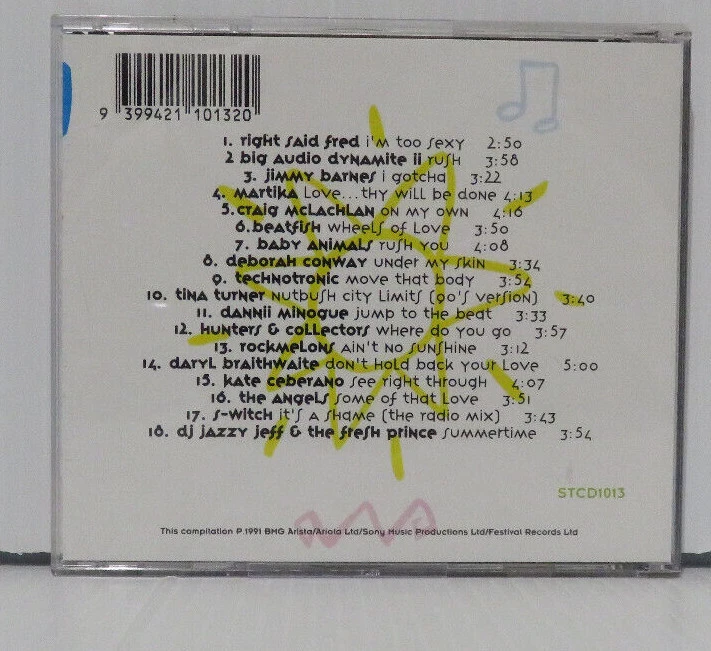 9 399421 101320
1. right said fred i'm too sexy 2:50
2 big audio dynamite ii rush 3:58
3. jimmy barnes i gotcha 3:22
4. martika love...thy will be done 4:13
5.craig mclachlan on my own 4:16
6.beatfish wheels of love 3:50
7. baby animals rush you 4:08
8. deborah conway under my skin 3:34
9. technotronic move that body 3:54
10. tina turner nutbush city limits (90's version) 3:40
11. dannii minogue jump to the beat 3:33
12. hunters & collectors where do you go 3:57
13. rockmelons ain't no sunshine 3:12
14. daryl braithwaite don't hold back your love 5:00
15. kate ceberano see right through 4:07
16. the angels some of that love 3:51
17. s-witch it's a shame (the radio mix) 3:43
18. dj jazzy jeff & the fresh prince summertime 3:54
STCD1013
This compilation P 1991 BMG Arista/Ariola Ltd/Sony Music Productions Ltd/Festival Records Ltd